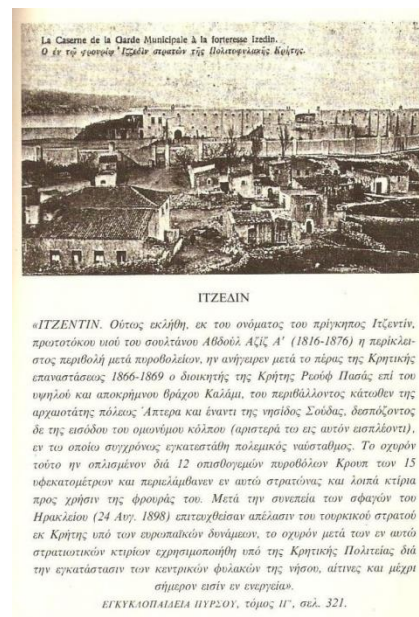 La Caserne de la Garde Municipale à la forteresse Izedin.
Ο ἐν τῷ φρουρίῳ Ἰζζεδὶν στρατὼν τῆς Πολιτοφυλακῆς Κρήτης.
ΙΤΖΕΔΙΝ
«ΙΤΖΕΝΤΙΝ. Ούτως εκλήθη, εκ του ονόματος του πρίγκηπος Ιτζεντίν,
πρωτοτόκου υιού του σουλτάνου Αβδούλ Αζίζ Α' (1816-1876) η περίκλει-
στος περιβολή μετά πυροβολείων, ην ανήγειρεν μετά το πέρας της Κρητικής
επαναστάσεως 1866-1869 ο διοικητής της Κρήτης Ρεούφ Πασάς επί του
υψηλού και αποκρήμνου βράχου Καλάμι, του περιβάλλοντος κάτωθεν της
αρχαιοτάτης πόλεως Άπτερα και έναντι της νησίδος Σούδας, δεσπόζοντος
δε της εισόδου του ομωνύμου κόλπου (αριστερά τω εις αυτόν εισπλέοντι),
εν τω οποίω συγχρόνως εγκατεστάθη πολεμικός ναύσταθμος. Το οχυρόν
τούτο ην οπλισμένον διά 12 οπισθογεμών πυροβόλων Κρουπ των 15
υφεκατομέτρων και περιελάμβανεν εν αυτώ στρατώνας και λοιπά κτίρια
προς χρήσιν της φρουράς του. Μετά την συνεπεία των σφαγών του
Ηρακλείου (24 Αυγ. 1898) επιτευχθείσαν απέλασιν του τουρκικού στρατού
εκ Κρήτης υπό των ευρωπαϊκών δυνάμεων, το οχυρόν μετά των εν αυτώ
στρατιωτικών κτιρίων εχρησιμοποιήθη υπό της Κρητικής Πολιτείας διά
την εγκατάστασιν των κεντρικών φυλακών της νήσου, αίτινες και μέχρι
σήμερον εισίν εν ενεργεία».
ΕΓΚΥΚΛΟΠΑΙΔΕΙΑ ΠΥΡΣΟΥ, τόμος ΙΓ', σελ. 321.